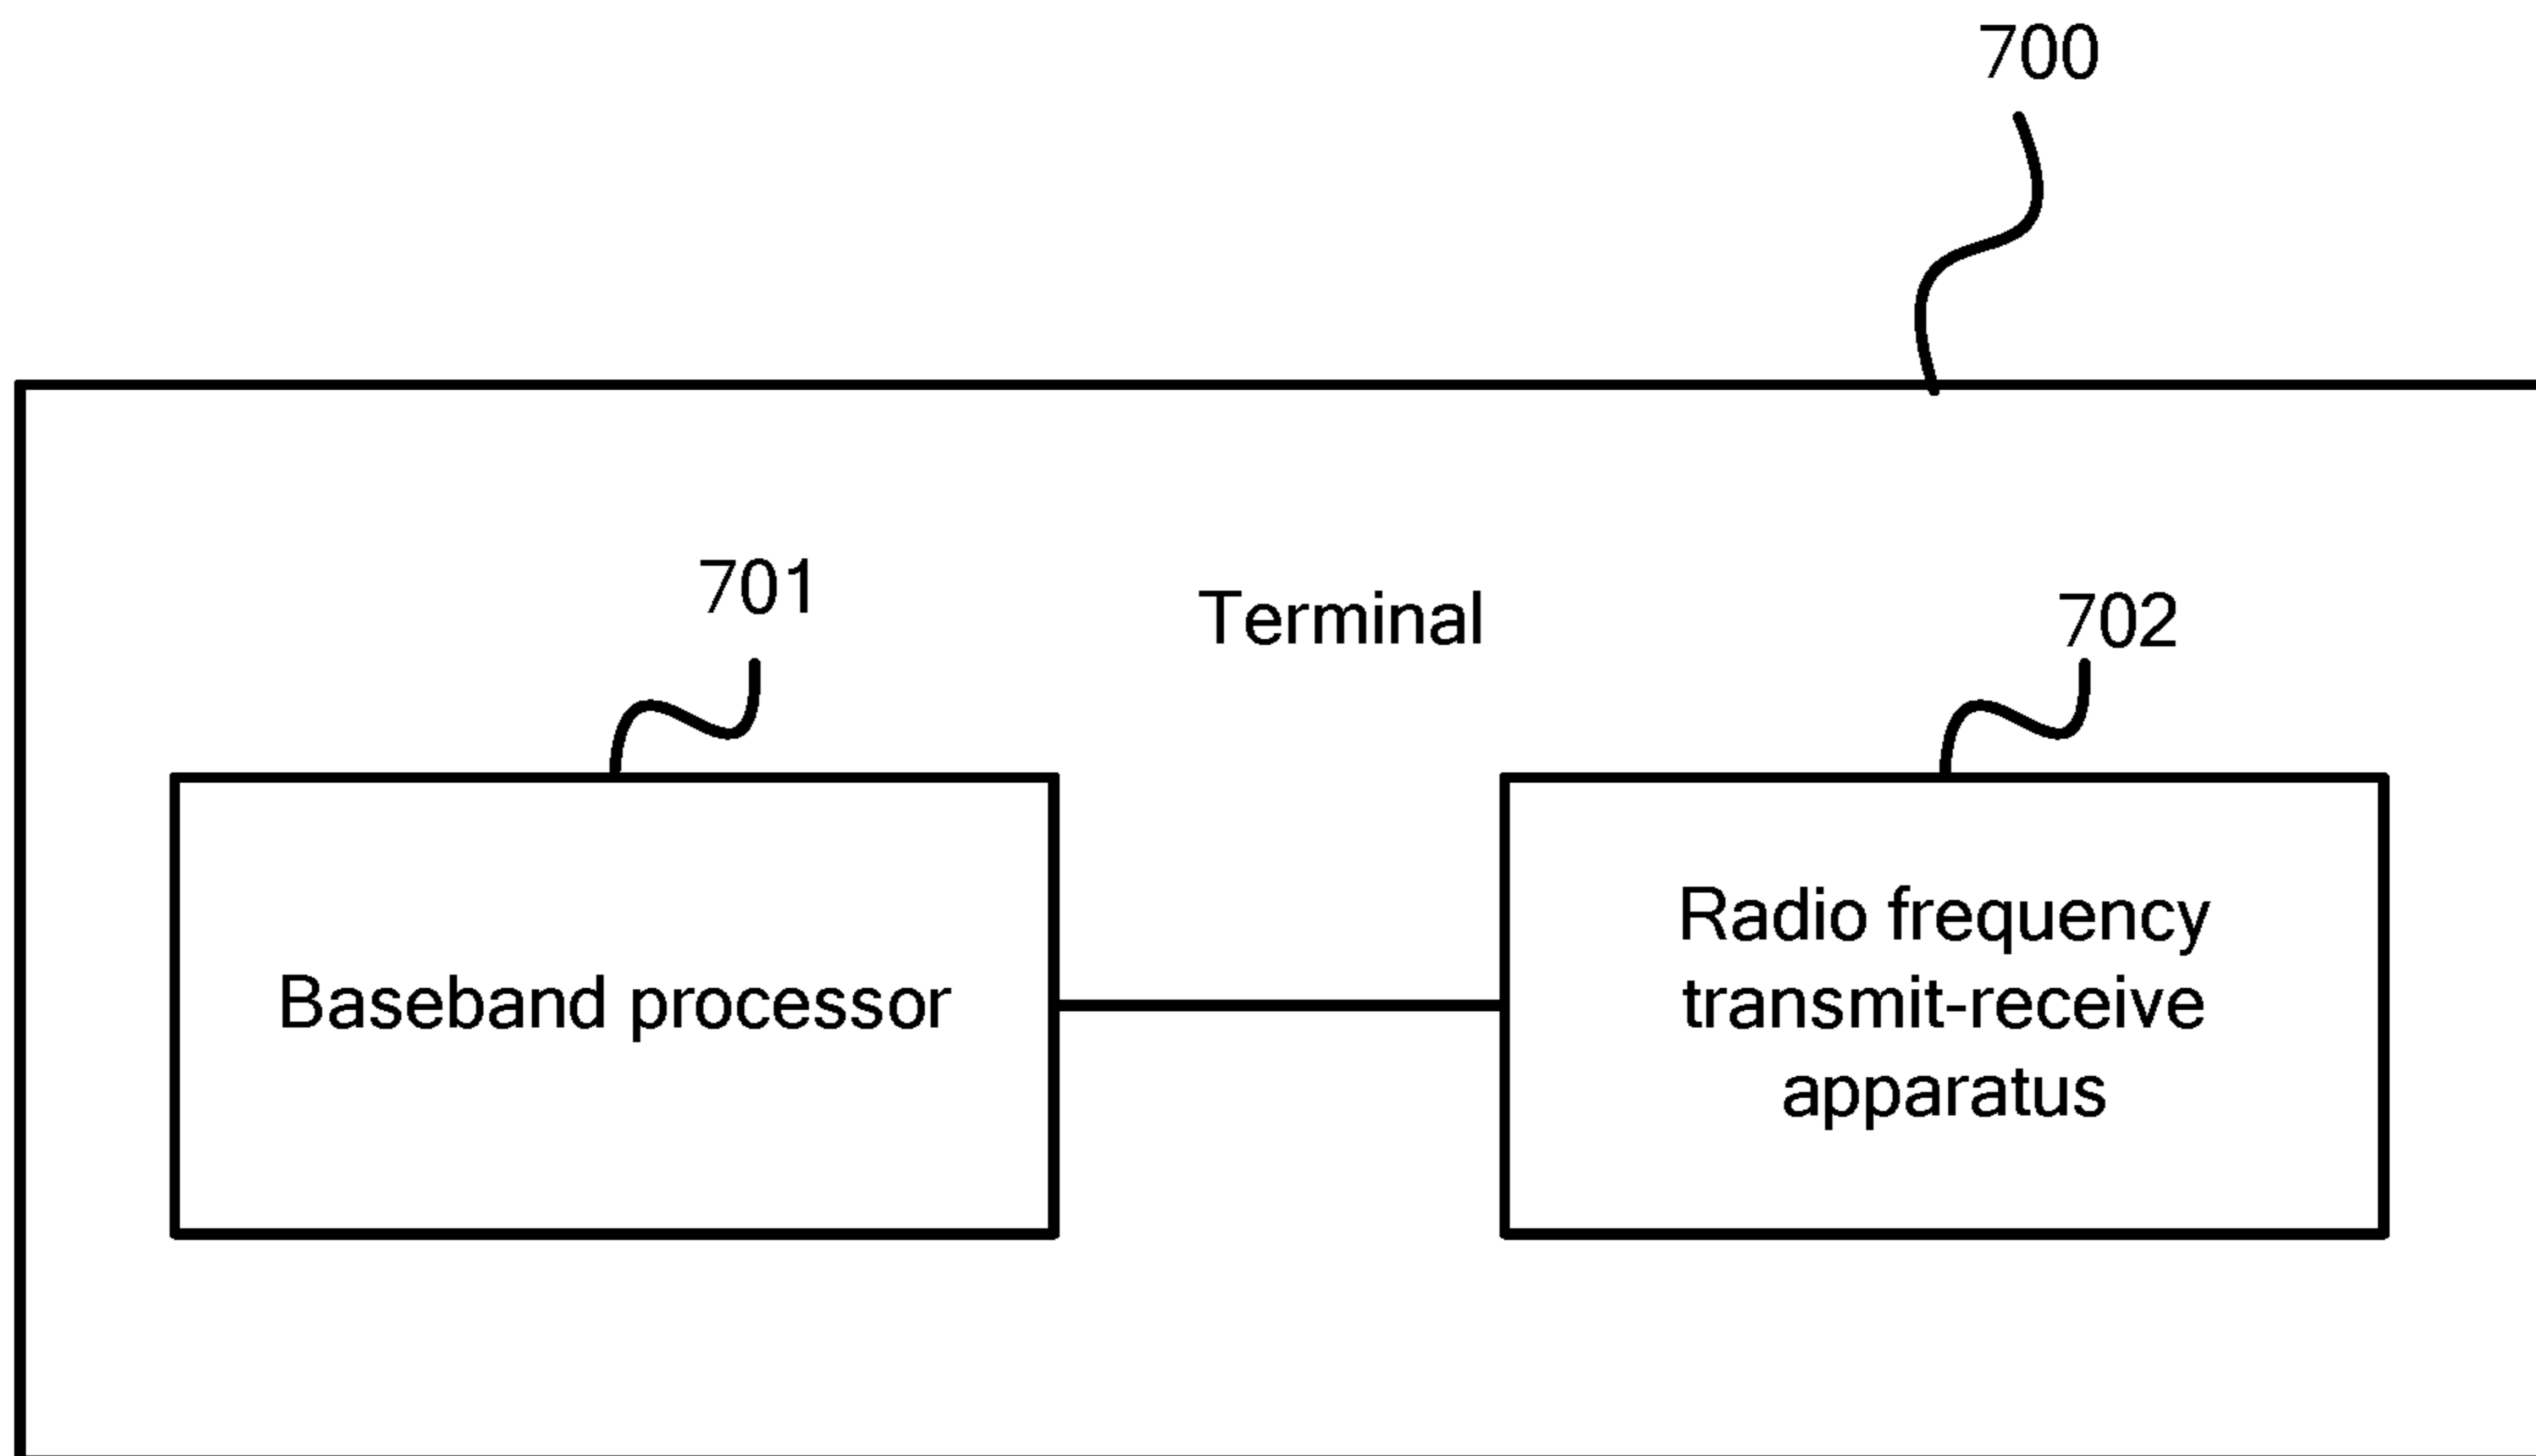 700
701
Terminal
702
Baseband processor
Radio frequency
transmit-receive
apparatus